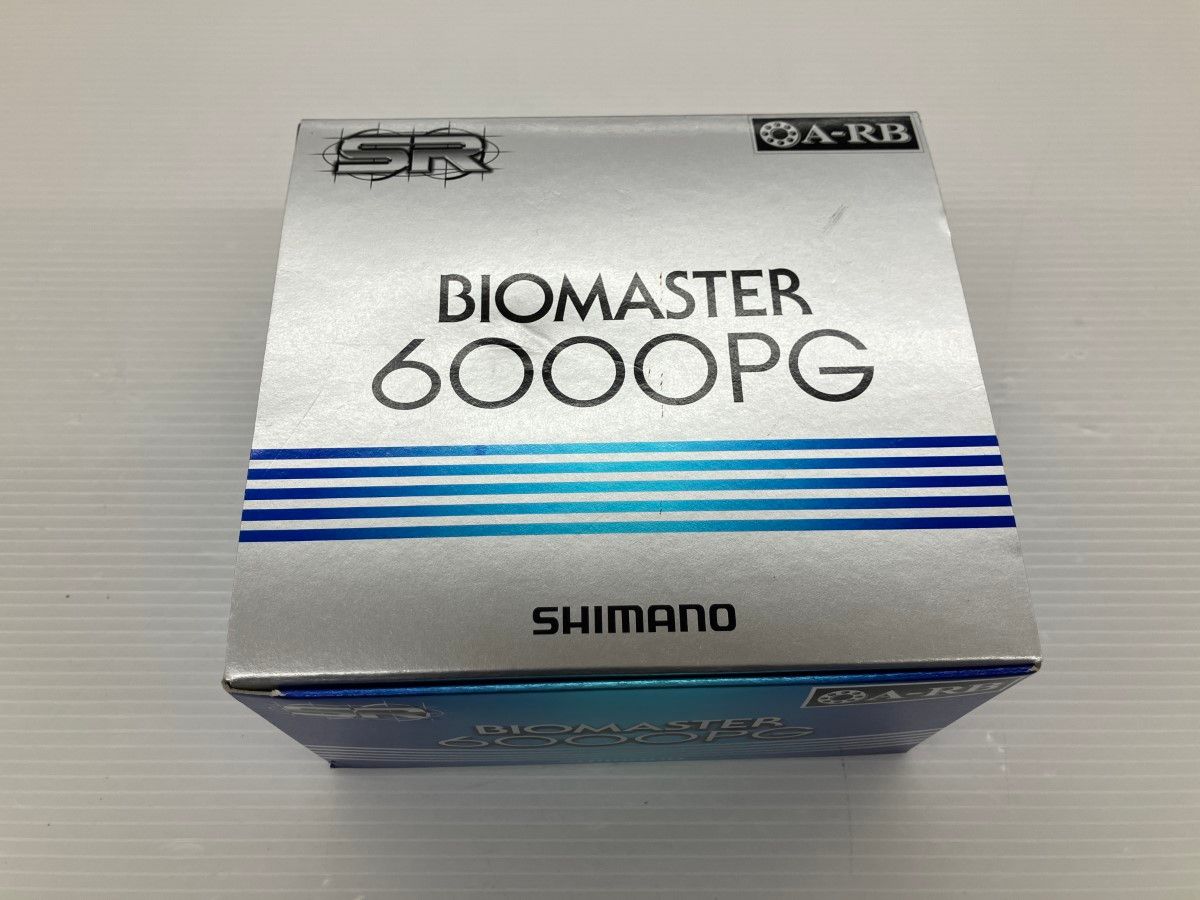 SR
A-RB
BIOMASTER
6000PG
SHIMANO
SR
A-RB
BIOMASTER
6000PG